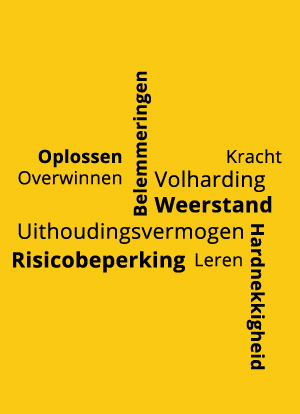 Belemmeringen
Oplossen
Kracht
Overwinnen
Volharding
Weerstand
Uithoudingsvermogen
Hardnekkigheid
Risicobeperking
Leren